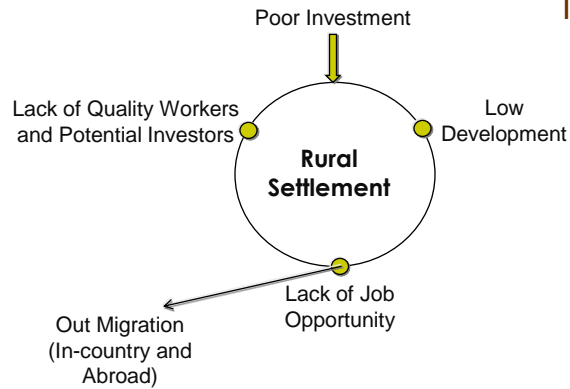 Poor Investment
Lack of Quality Workers
and Potential Investors
Low
Development
Rural
Settlement
Lack of Job
Opportunity
Out Migration
(In-country and
Abroad)